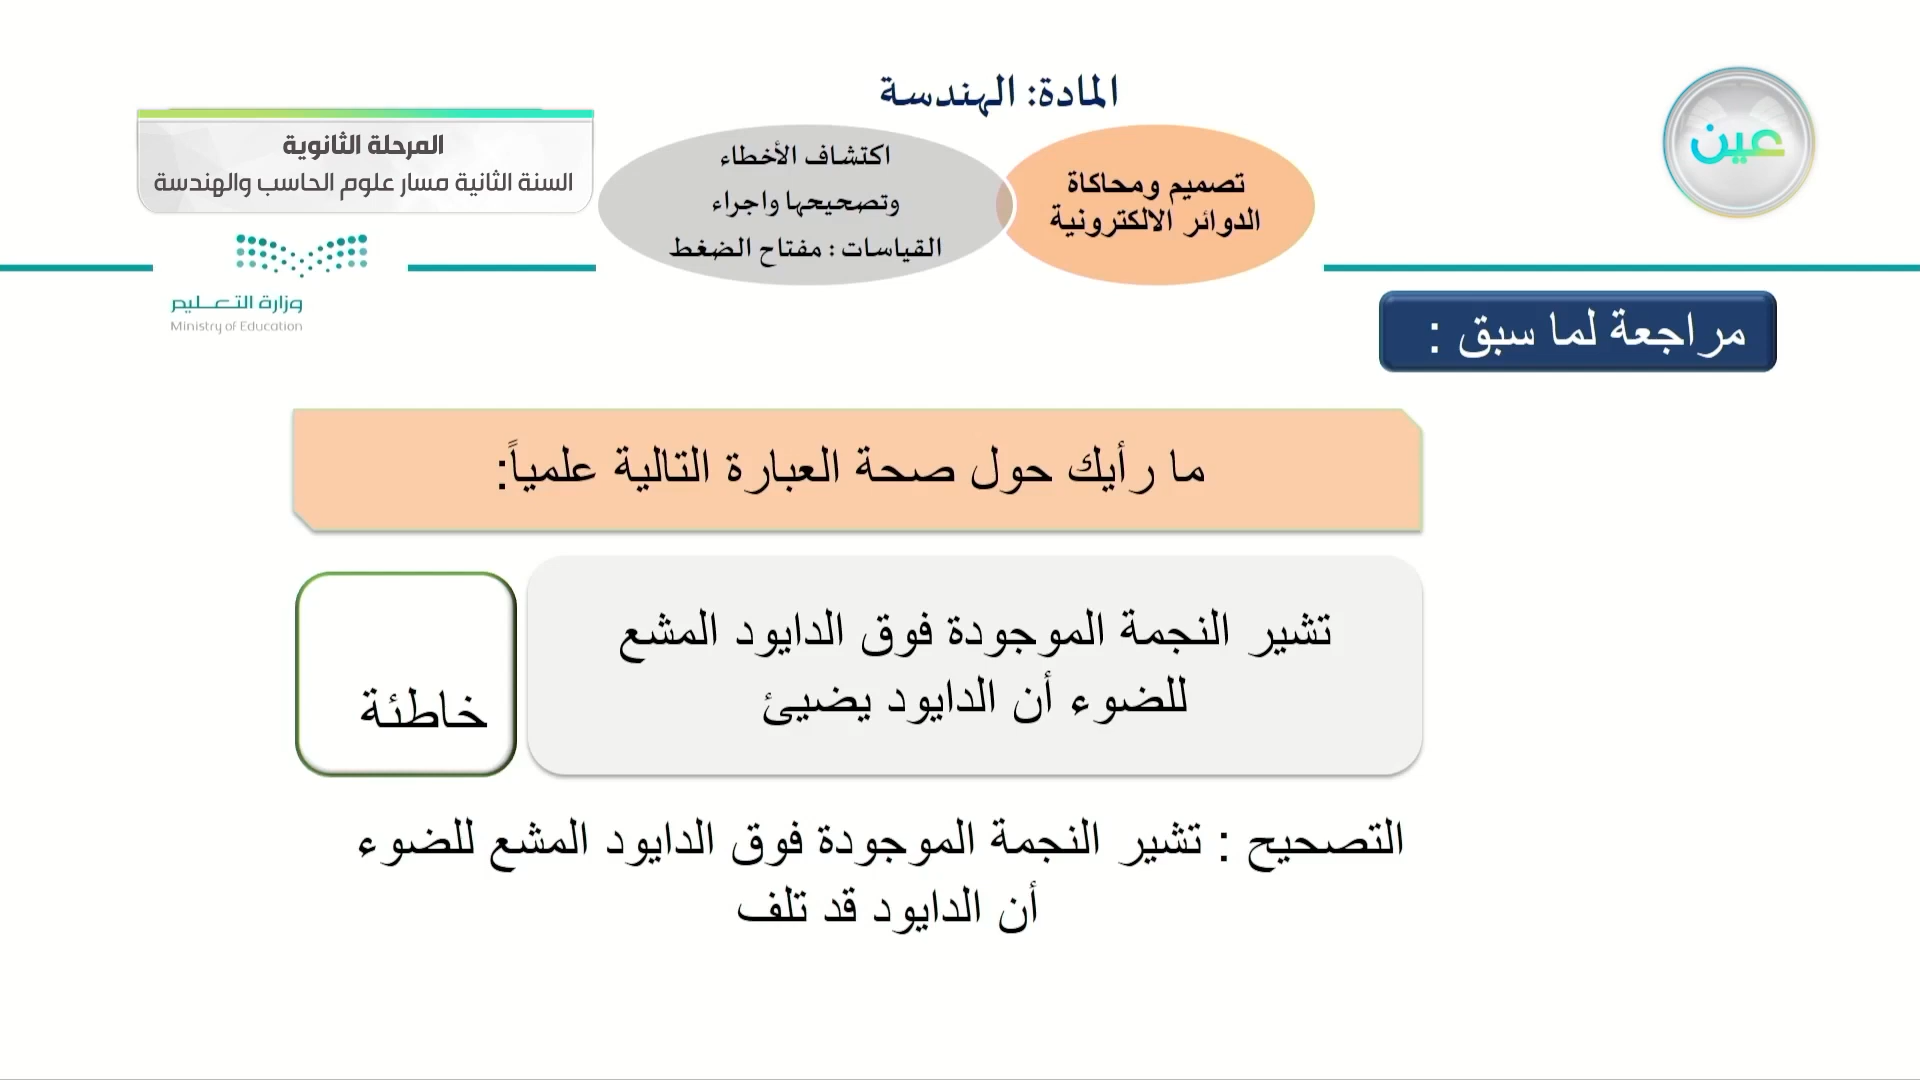 المادة: الهندسة
عين
المرحلة الثانوية
السنة الثانية مسار علوم الحاسب والهندسة
تصميم ومحاكاة
الدوائر الالكترونية
اكتشاف الأخطاء
وتصحيحها واجراء
القياسات : مفتاح الضغط
وزارة التعليم
Ministry of Education
مراجعة لما سبق :
ما رأيك حول صحة العبارة التالية علمياً:
تشير النجمة الموجودة فوق الدايود المشع
للضوء أن الدايود يضيئ
خاطئة
التصحيح : تشير النجمة الموجودة فوق الدايود المشع للضوء
أن الدايود قد تلف